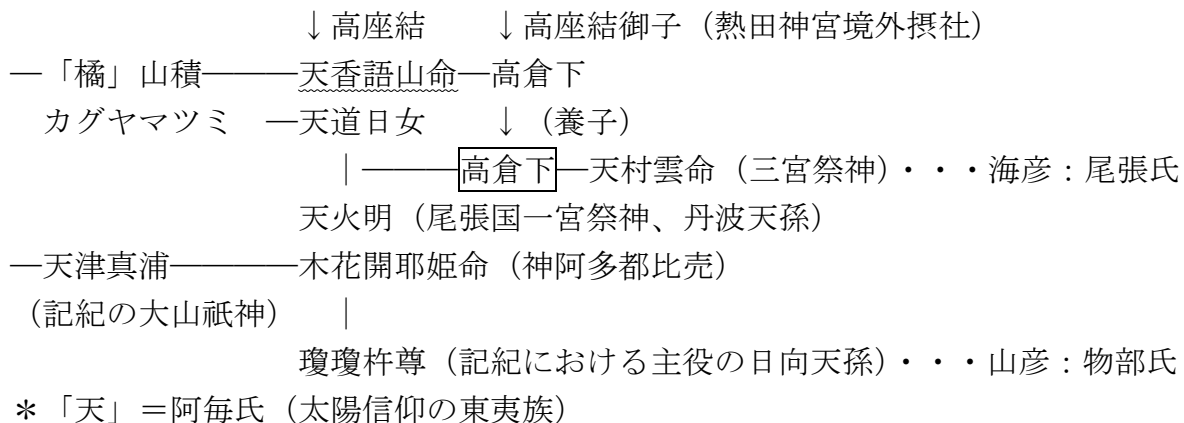 ↓高座結　　↓高座結御子（熱田神宮境外摂社）
―「橘」山積―――天香語山命―高倉下
カグヤマツミ　―天道日女　　↓（養子）
｜―――高倉下―天村雲命（三宮祭神）・・・海彦：尾張氏
天火明（尾張国一宮祭神、丹波天孫）
―天津真浦――――木花開耶姫命（神阿多都比売）
（記紀の大山祇神）　｜
瓊瓊杵尊（記紀における主役の日向天孫）・・・山彦：物部氏
＊「天」＝阿毎氏（太陽信仰の東夷族）